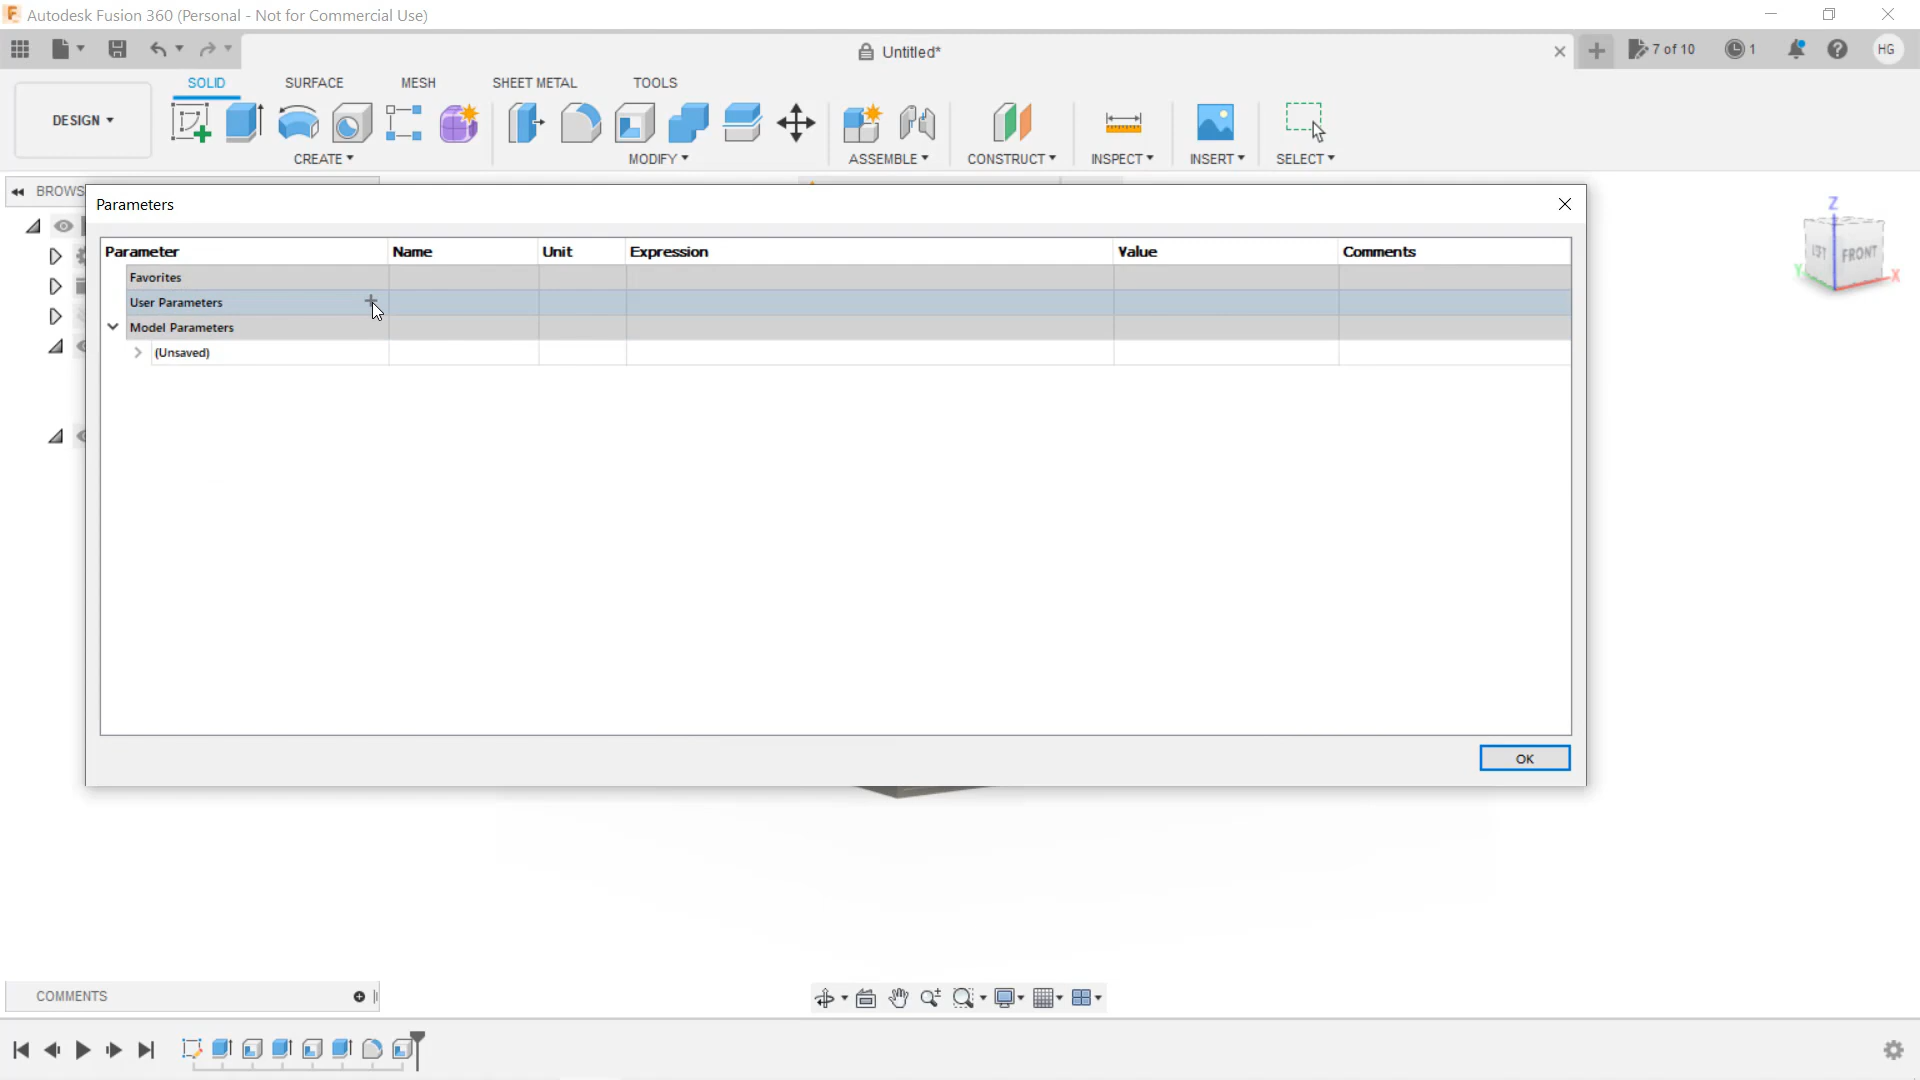 Autodesk Fusion 360 (Personal - Not for Commercial Use)
Untitled*
7 of 10
1
HG
DESIGN
SOLID
SURFACE
MESH
SHEET METAL
TOOLS
CREATE
MODIFY
ASSEMBLE
CONSTRUCT
INSPECT
INSERT
SELECT
BROWS
Parameters
Parameter Name Unit Expression Value Comments
Favorites
User Parameters
Model Parameters
(Unsaved)
OK
Z
LEFT
FRONT
Y
X
COMMENTS